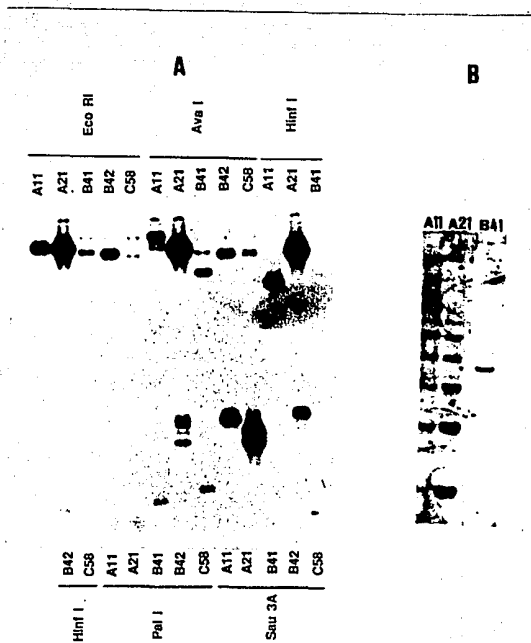 A
B
Eco RI
Ava I
Hinf I
A11 A21 B41 B42 C58 A11 A21 B41 B42 C58 A11 A21 B41
A11 A21 B41
B42 C58 A11 A21 B41 B42 C58 A11 A21 B41 B42 C58
Hinf I
Pal I
Sau 3A